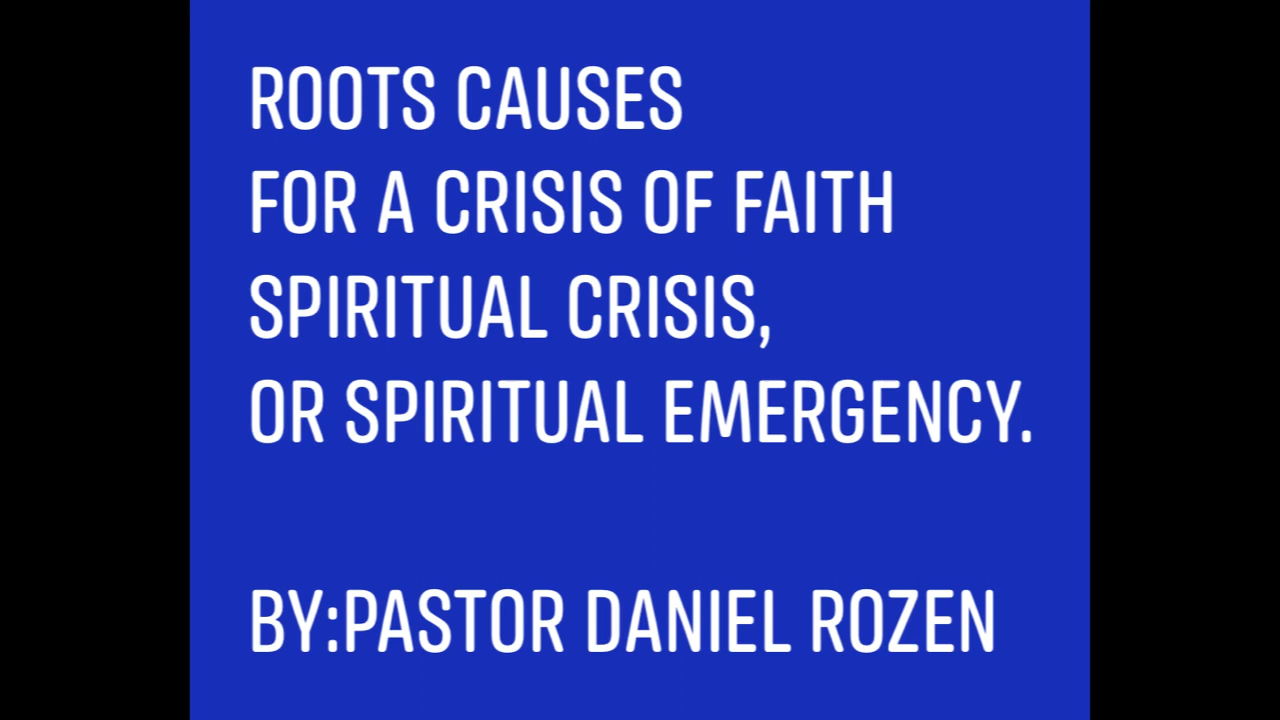 ROOTS CAUSES
FOR A CRISIS OF FAITH
SPIRITUAL CRISIS,
OR SPIRITUAL EMERGENCY.
BY:PASTOR DANIEL ROZEN